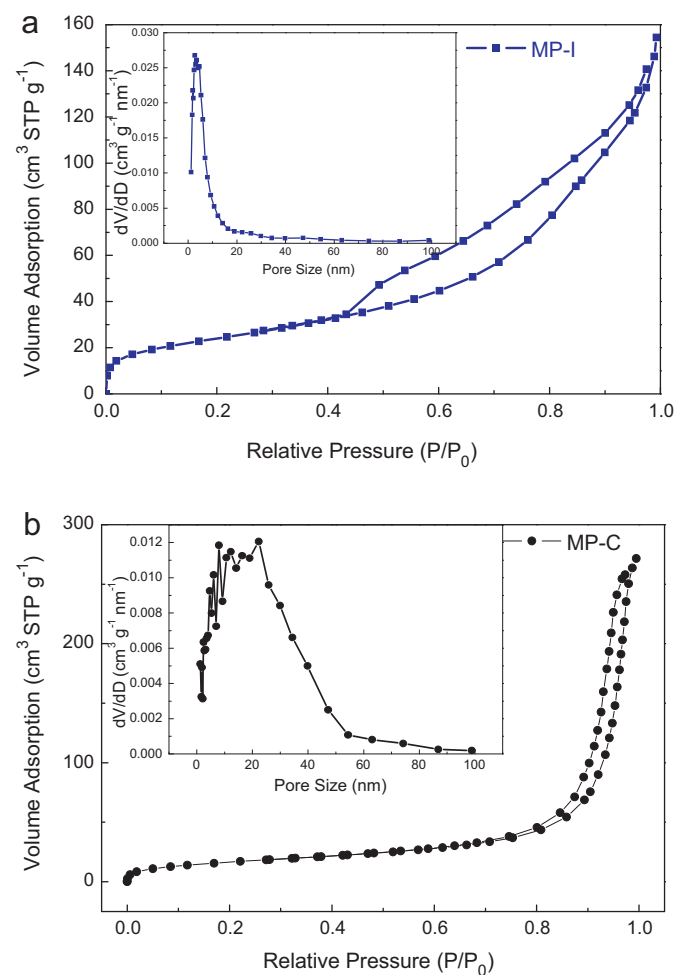 a
160
140
120
100
80
60
40
20
0
Volume Adsorption (cm³ STP g⁻¹)
0.0 0.2 0.4 0.6 0.8 1.0
Relative Pressure (P/P₀)
MP-I
0.030
0.025
0.020
0.015
0.010
0.005
0.000
dV/dD (cm³ g⁻¹ nm⁻¹)
0 20 40 60 80 100
Pore Size (nm)
b
300
200
100
0
Volume Adsorption (cm³ STP g⁻¹)
0.0 0.2 0.4 0.6 0.8 1.0
Relative Pressure (P/P₀)
MP-C
0.012
0.010
0.008
0.006
0.004
0.002
0.000
dV/dD (cm³ g⁻¹ nm⁻¹)
0 20 40 60 80 100
Pore Size (nm)